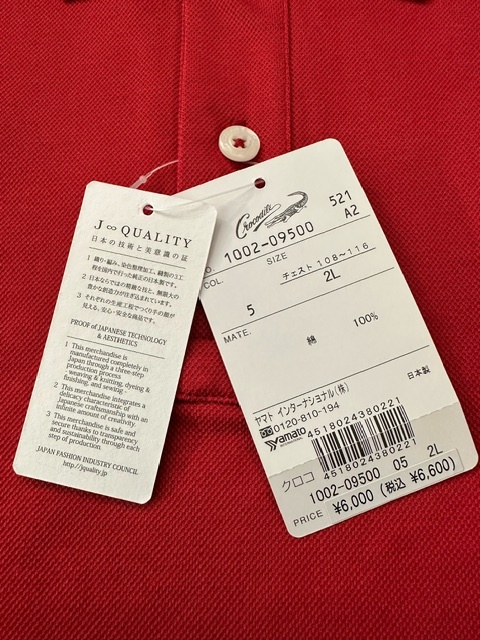 J∞QUALITY
日本の技術と美意識の証
1 織り・編み、染色整理加工、縫製の3工
程を国内で行った純正の日本製です。
2 日本ならではの精緻な技と、無限大の
豊かな創造力が注ぎ込まれています。
3 それぞれの生産工程でつくり手の顔が
見える、安心・安全な商品です。
PROOF of JAPANESE TECHNOLOGY
& AESTHETICS
1 This merchandise is
manufactured completely in
Japan through a three-step
production process
weaving & knitting, dyeing &
finishing, and sewing
2 This merchandise integrates a
delicacy characteristic of
Japanese craftsmanship with an
infinite amount of creativity.
3 This merchandise is safe and
secure thanks to transparency
and sustainability through each
step of production.
JAPAN FASHION INDUSTRY COUNCIL
http://jquality.jp
Crocodile
521
A2
NO. 1002-09500
COL. SIZE
チェスト 108~116
5 2L
MATE.
綿 100%
日本製
ヤマト インターナショナル(株)
0120-810-194
yamato
INTERNATIONAL
4518024380221
クロコ
4518024380221
1002-09500 05 2L
PRICE ¥6,000 (税込 ¥6,600)